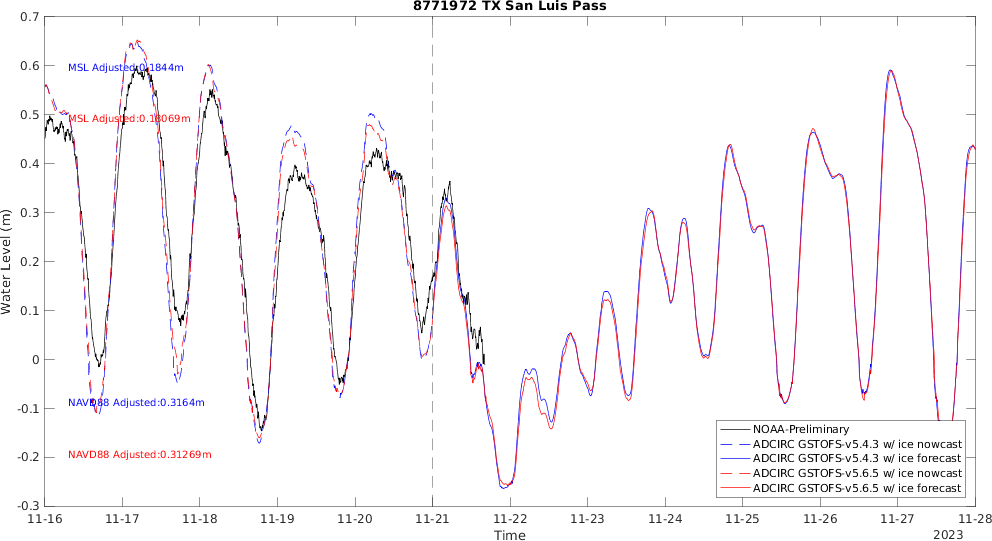 8771972 TX San Luis Pass
0.7
0.6
0.5
0.4
0.3
0.2
0.1
0
-0.1
-0.2
-0.3
Water Level (m)
MSL Adjusted:0.1844m
MSL Adjusted:0.18069m
NAVD88 Adjusted:0.3164m
NAVD88 Adjusted:0.31269m
NOAA-Preliminary
ADCIRC GSTOFS-v5.4.3 w/ ice nowcast
ADCIRC GSTOFS-v5.4.3 w/ ice forecast
ADCIRC GSTOFS-v5.6.5 w/ ice nowcast
ADCIRC GSTOFS-v5.6.5 w/ ice forecast
11-16 11-17 11-18 11-19 11-20 11-21 11-22 11-23 11-24 11-25 11-26 11-27 11-28
Time
2023